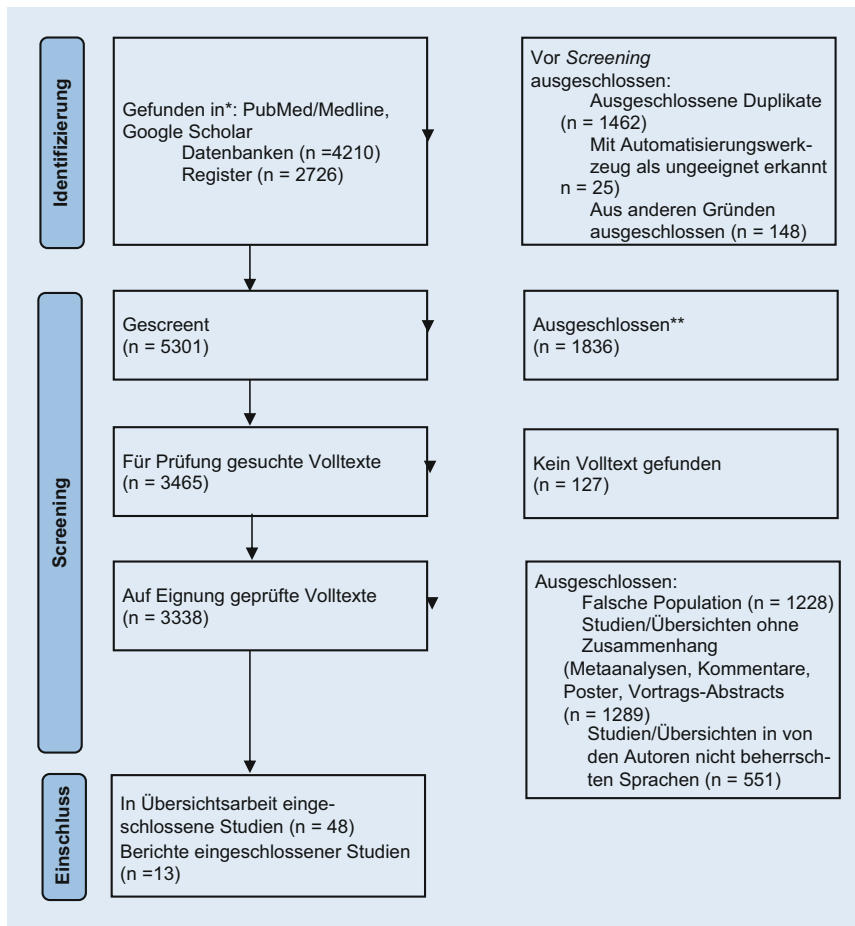 Identifizierung
Gefunden in*: PubMed/Medline,
Google Scholar
Datenbanken (n =4210)
Register (n = 2726)
Vor Screening
ausgeschlossen:
Ausgeschlossene Duplikate
(n = 1462)
Mit Automatisierungswerk-
zeug als ungeeignet erkannt
n = 25)
Aus anderen Gründen
ausgeschlossen (n = 148)
Screening
Gescreent
(n = 5301)
Ausgeschlossen**
(n = 1836)
Für Prüfung gesuchte Volltexte
(n = 3465)
Kein Volltext gefunden
(n = 127)
Auf Eignung geprüfte Volltexte
(n = 3338)
Ausgeschlossen:
Falsche Population (n = 1228)
Studien/Übersichten ohne
Zusammenhang
(Metaanalysen, Kommentare,
Poster, Vortrags-Abstracts
(n = 1289)
Studien/Übersichten in von
den Autoren nicht beherrsch-
ten Sprachen (n = 551)
Einschluss
In Übersichtsarbeit einge-
schlossene Studien (n = 48)
Berichte eingeschlossener Studien
(n =13)